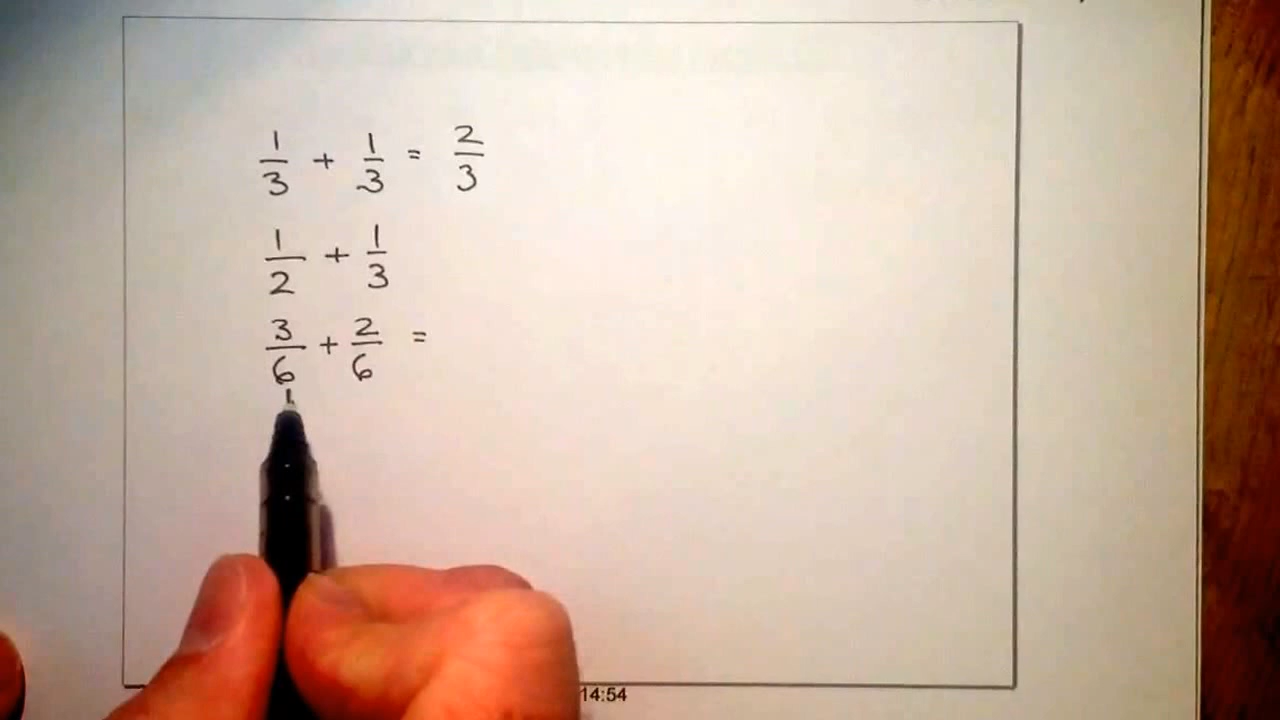 1/3 + 1/3 = 2/3
1/2 + 1/3
3/6 + 2/6 =
14:54